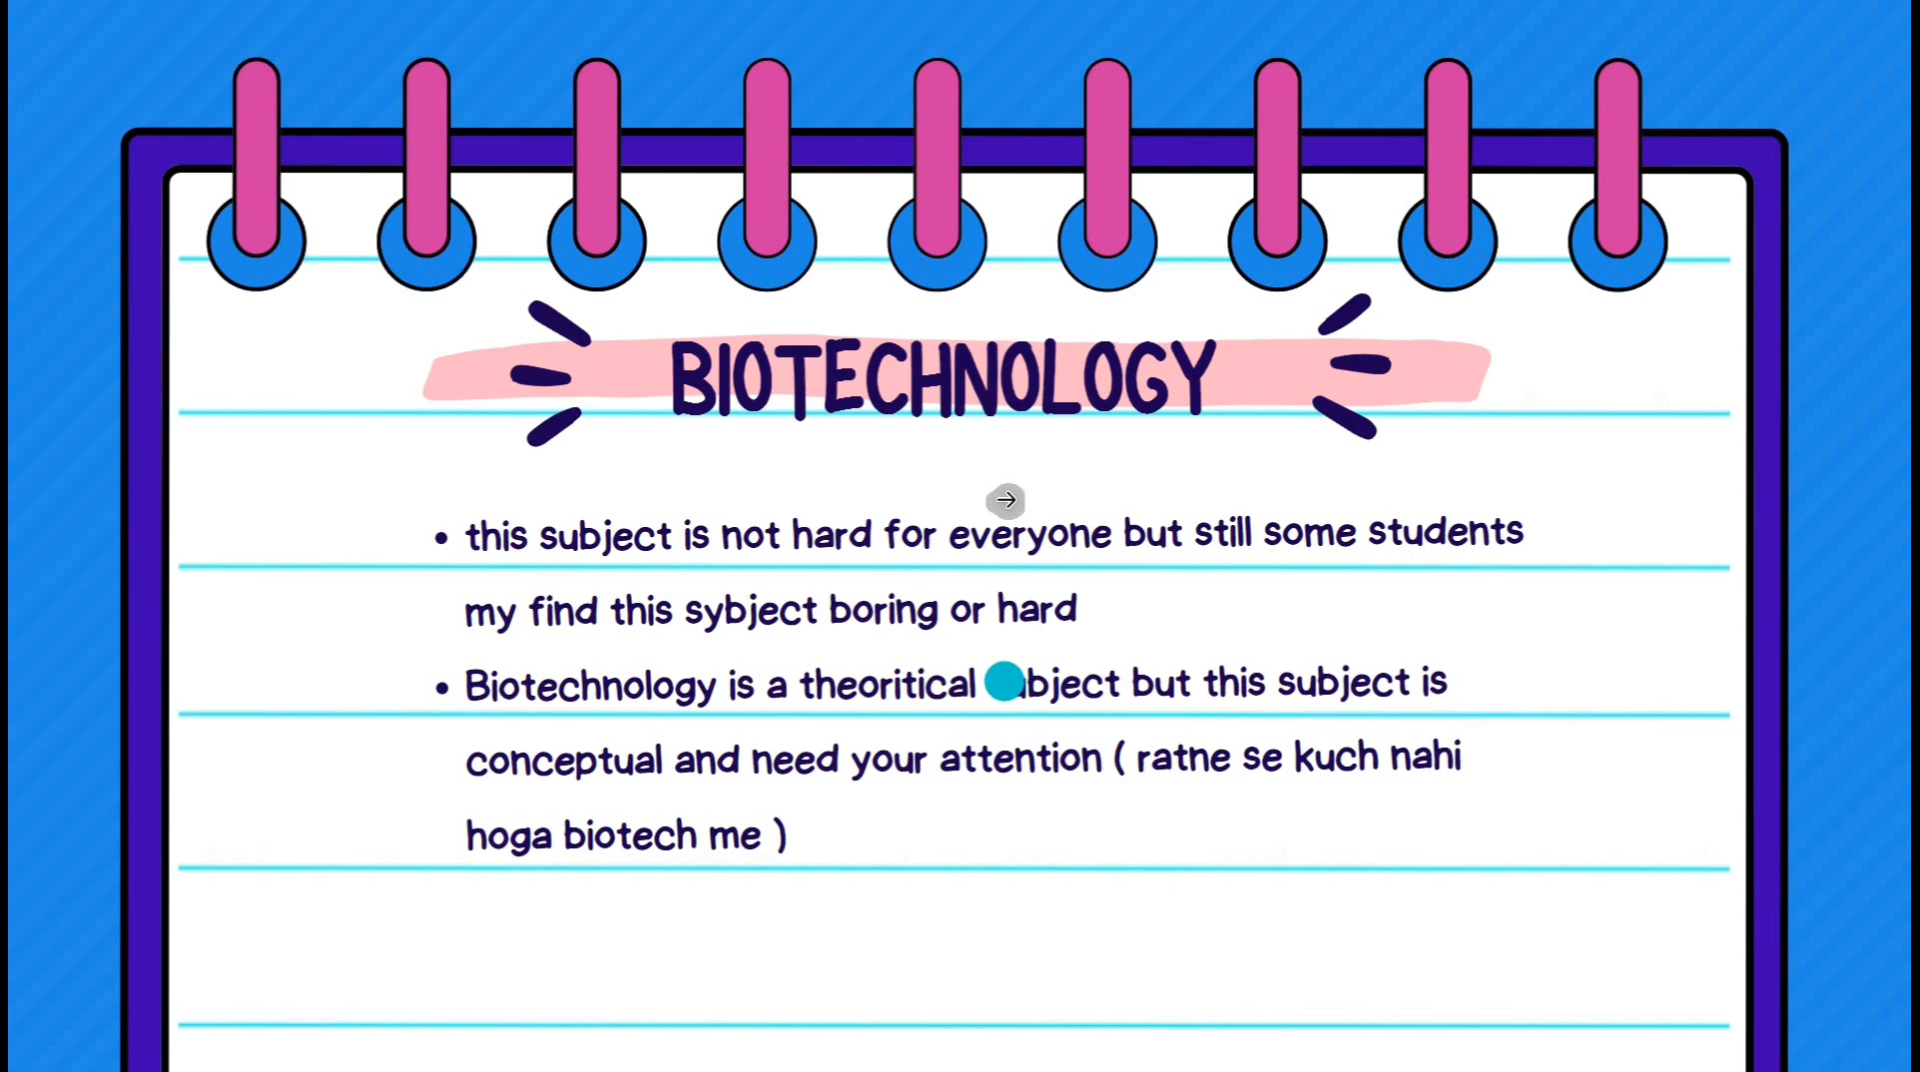 BIOTECHNOLOGY
• this subject is not hard for everyone but still some students
my find this sybject boring or hard
• Biotechnology is a theoritical bject but this subject is
conceptual and need your attention ( ratne se kuch nahi
hoga biotech me )